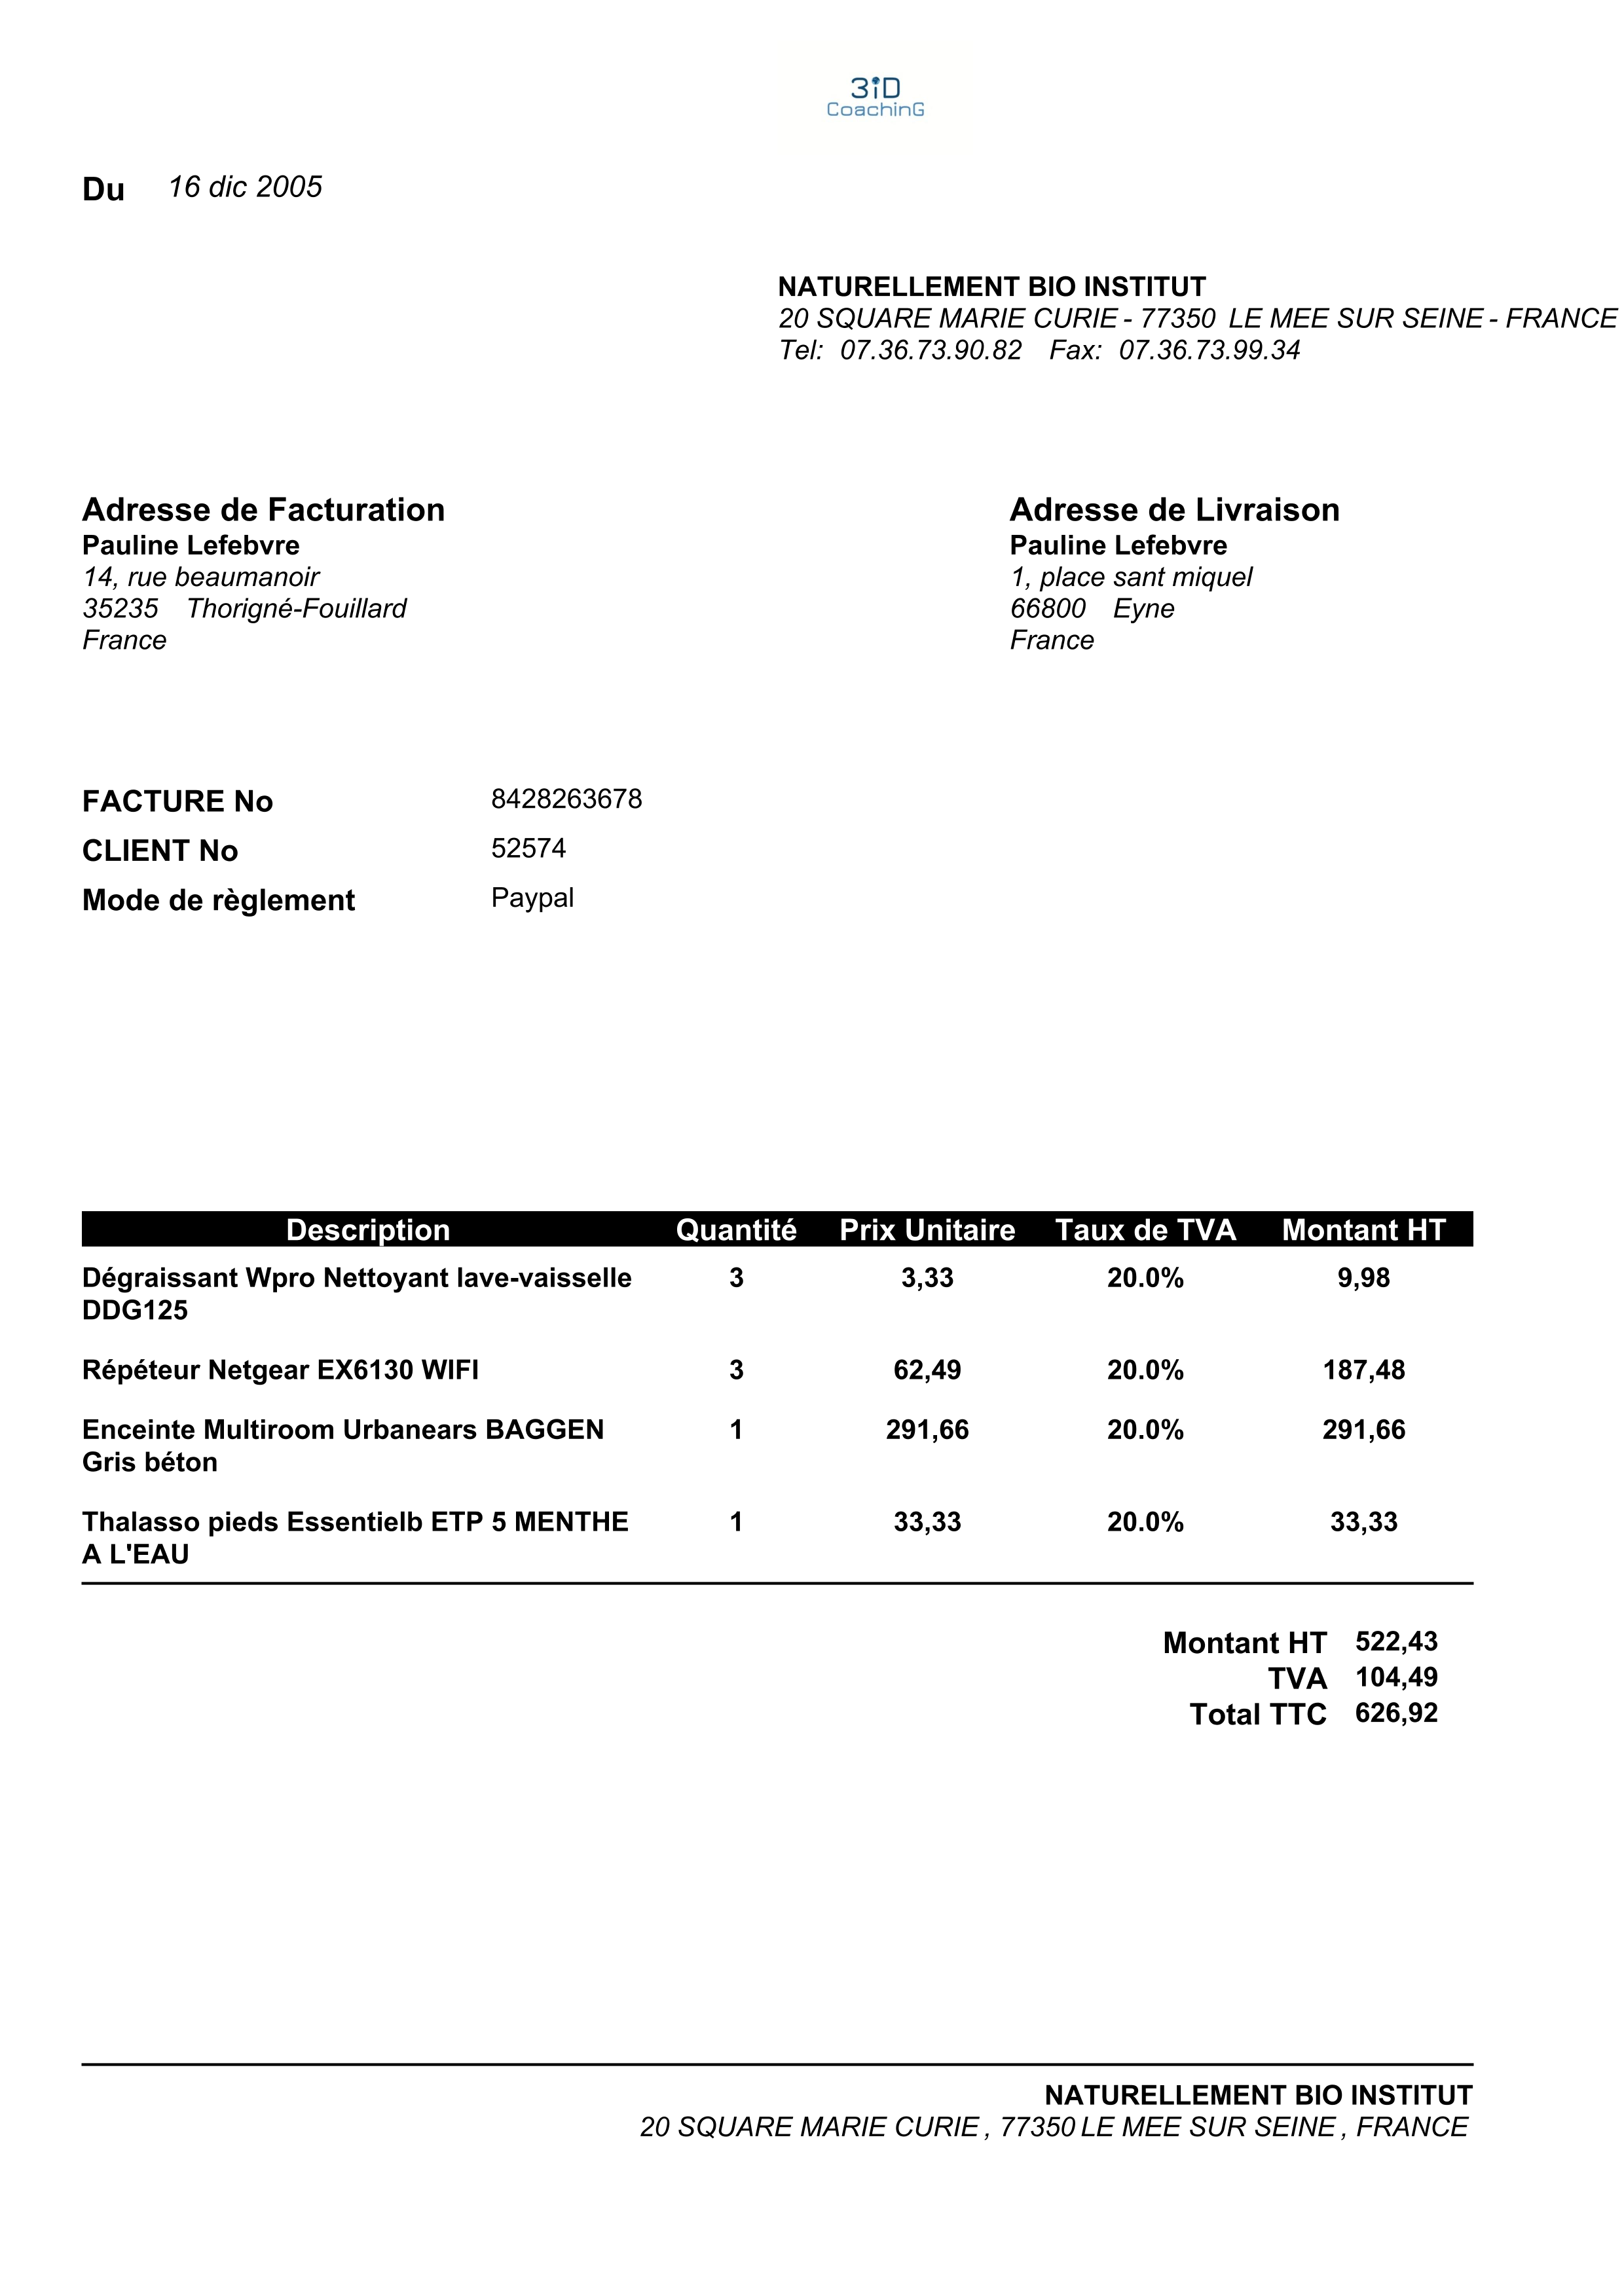 3iD
CoachinG
Du 16 dic 2005
NATURELLEMENT BIO INSTITUT
20 SQUARE MARIE CURIE - 77350 LE MEE SUR SEINE - FRANCE
Tel: 07.36.73.90.82 Fax: 07.36.73.99.34
Adresse de Facturation
Pauline Lefebvre
14, rue beaumanoir
35235 Thorigné-Fouillard
France
Adresse de Livraison
Pauline Lefebvre
1, place sant miquel
66800 Eyne
France
FACTURE No 8428263678
CLIENT No 52574
Mode de règlement Paypal
Description Quantité Prix Unitaire Taux de TVA Montant HT
Dégraissant Wpro Nettoyant lave-vaisselle 3 3,33 20.0% 9,98
DDG125
Répéteur Netgear EX6130 WIFI 3 62,49 20.0% 187,48
Enceinte Multiroom Urbanears BAGGEN 1 291,66 20.0% 291,66
Gris béton
Thalasso pieds Essentielb ETP 5 MENTHE 1 33,33 20.0% 33,33
A L'EAU
Montant HT 522,43
TVA 104,49
Total TTC 626,92
NATURELLEMENT BIO INSTITUT
20 SQUARE MARIE CURIE , 77350 LE MEE SUR SEINE , FRANCE